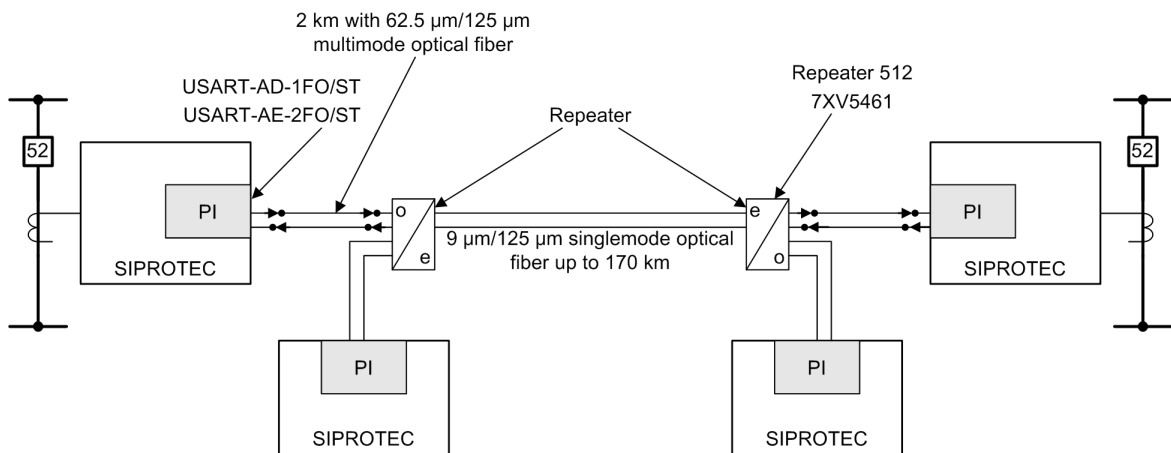 2 km with 62.5 µm/125 µm
multimode optical fiber
USART-AD-1FO/ST
USART-AE-2FO/ST
Repeater
Repeater 512
7XV5461
52
52
PI
o
e
PI
e
o
9 µm/125 µm singlemode optical
fiber up to 170 km
SIPROTEC
SIPROTEC
PI
PI
SIPROTEC
SIPROTEC